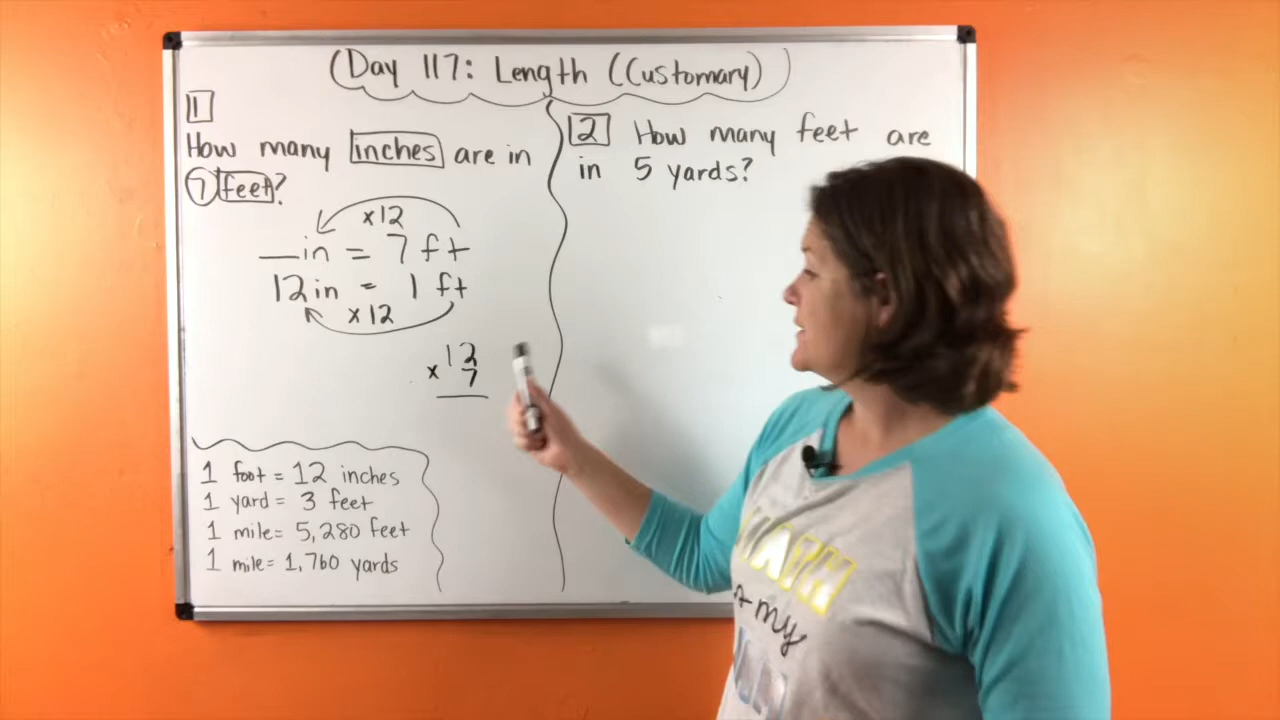 Day 117: Length (Customary)
1
How many inches are in
7 feet?
x12
__in = 7 ft
12in = 1 ft
x12
12
x 7
1 foot = 12 inches
1 yard = 3 feet
1 mile = 5,280 feet
1 mile = 1,760 yards
2 How many feet are
in 5 yards?
MATH
my